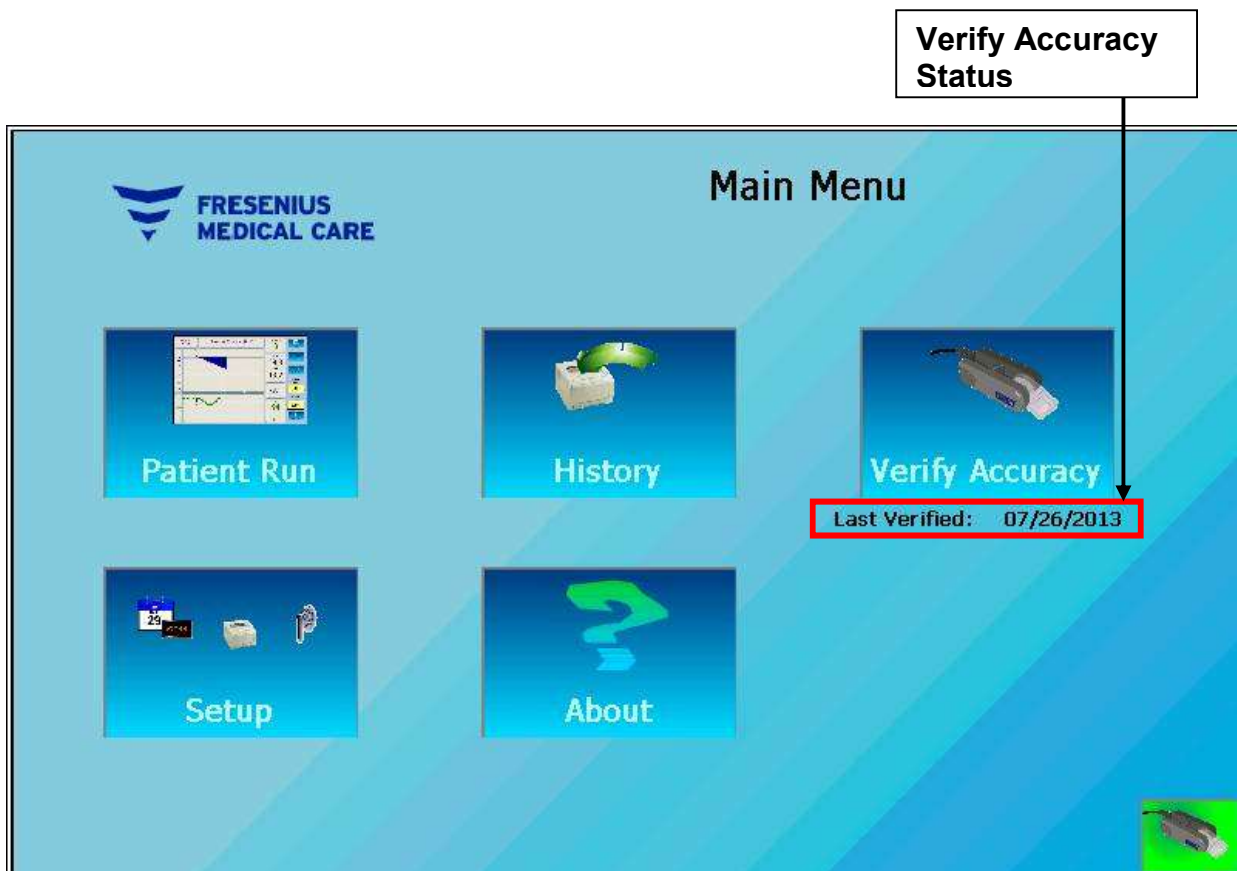 Verify Accuracy
Status
Main Menu
FRESENIUS
MEDICAL CARE
Patient Run
History
Verify Accuracy
Last Verified: 07/26/2013
29
Setup
About